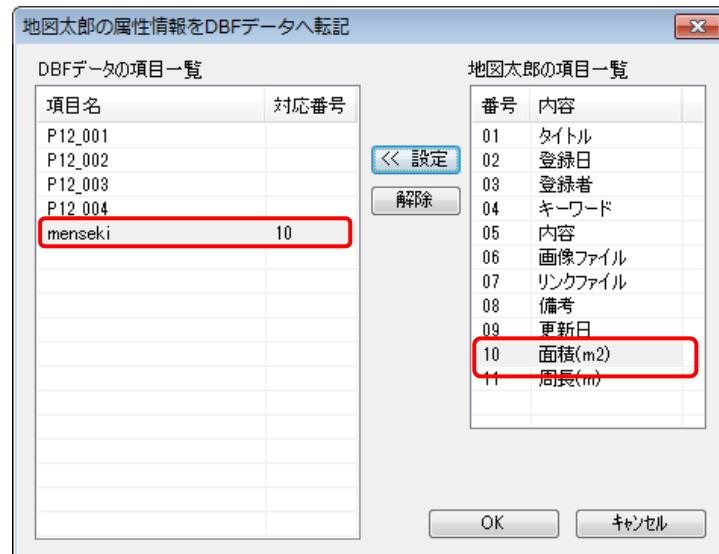 地図太郎の属性情報をDBFデータへ転記
DBFデータの項目一覧
項目名 対応番号
P12_001
P12_002
P12_003
P12_004
menseki 10
<< 設定
解除
地図太郎の項目一覧
番号 内容
01 タイトル
02 登録日
03 登録者
04 キーワード
05 内容
06 画像ファイル
07 リンクファイル
08 備考
09 更新日
10 面積(m2)
11 周長(m)
OK
キャンセル